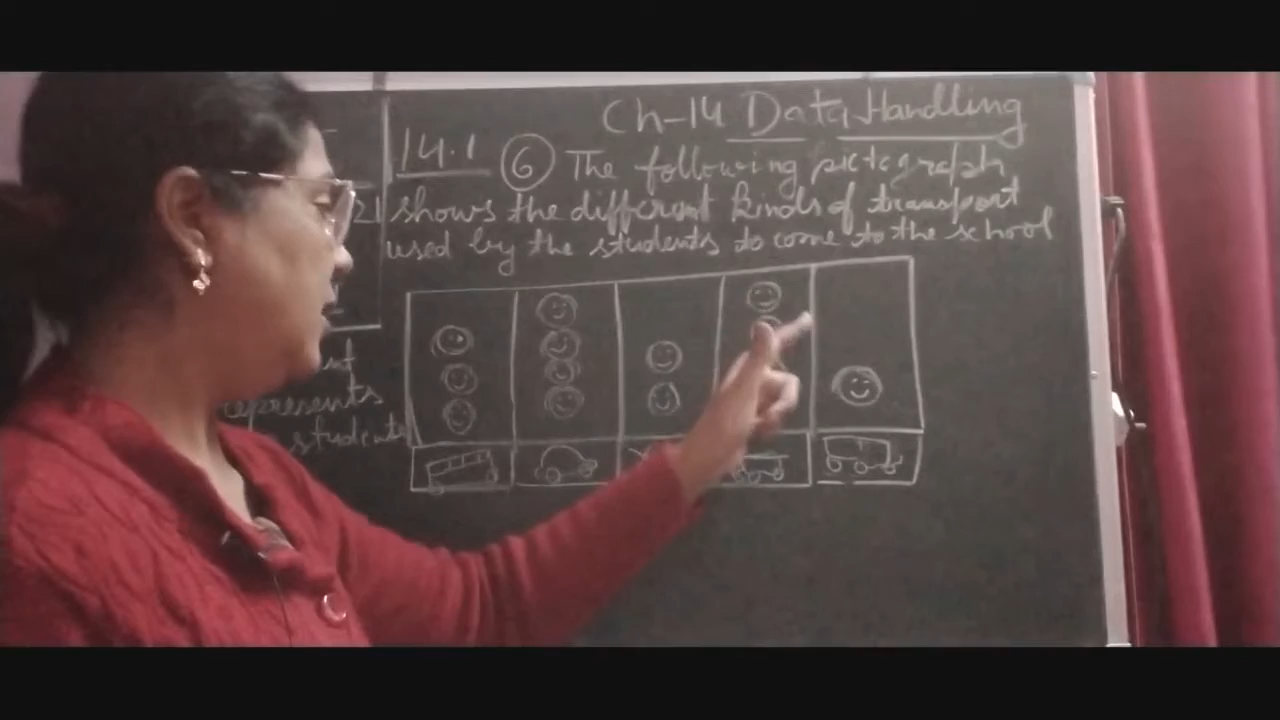 Ch-14 Data Handling
14.1 6 The following pictograph
shows the different kinds of transport
used by the students to come to the school
represents
students